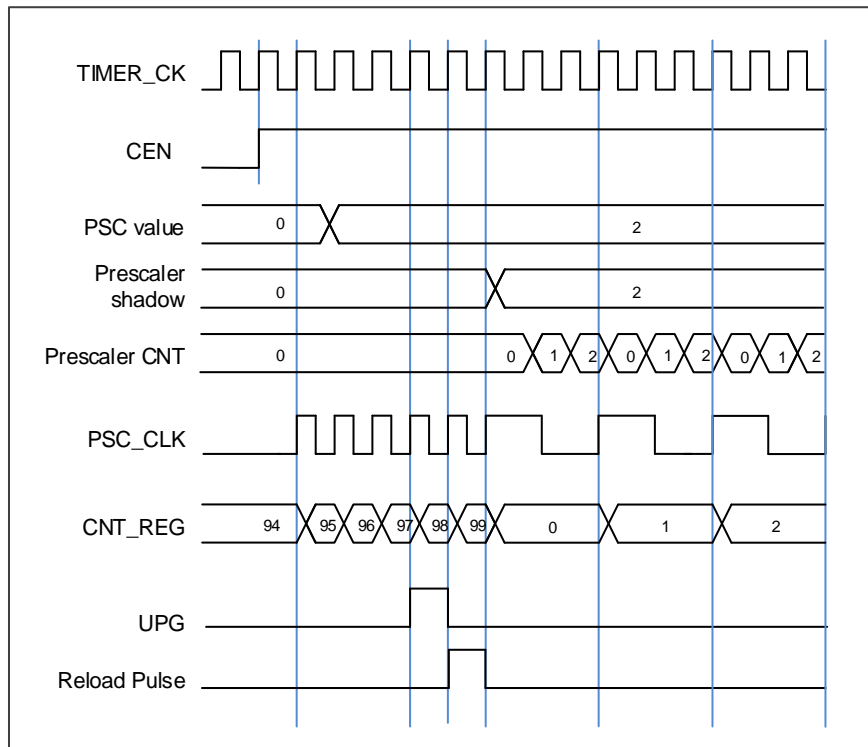 TIMER_CK
CEN
PSC value 0 2
Prescaler
shadow 0 2
Prescaler CNT 0 0 1 2 0 1 2 0 1 2
PSC_CLK
CNT_REG 94 95 96 97 98 99 0 1 2
UPG
Reload Pulse